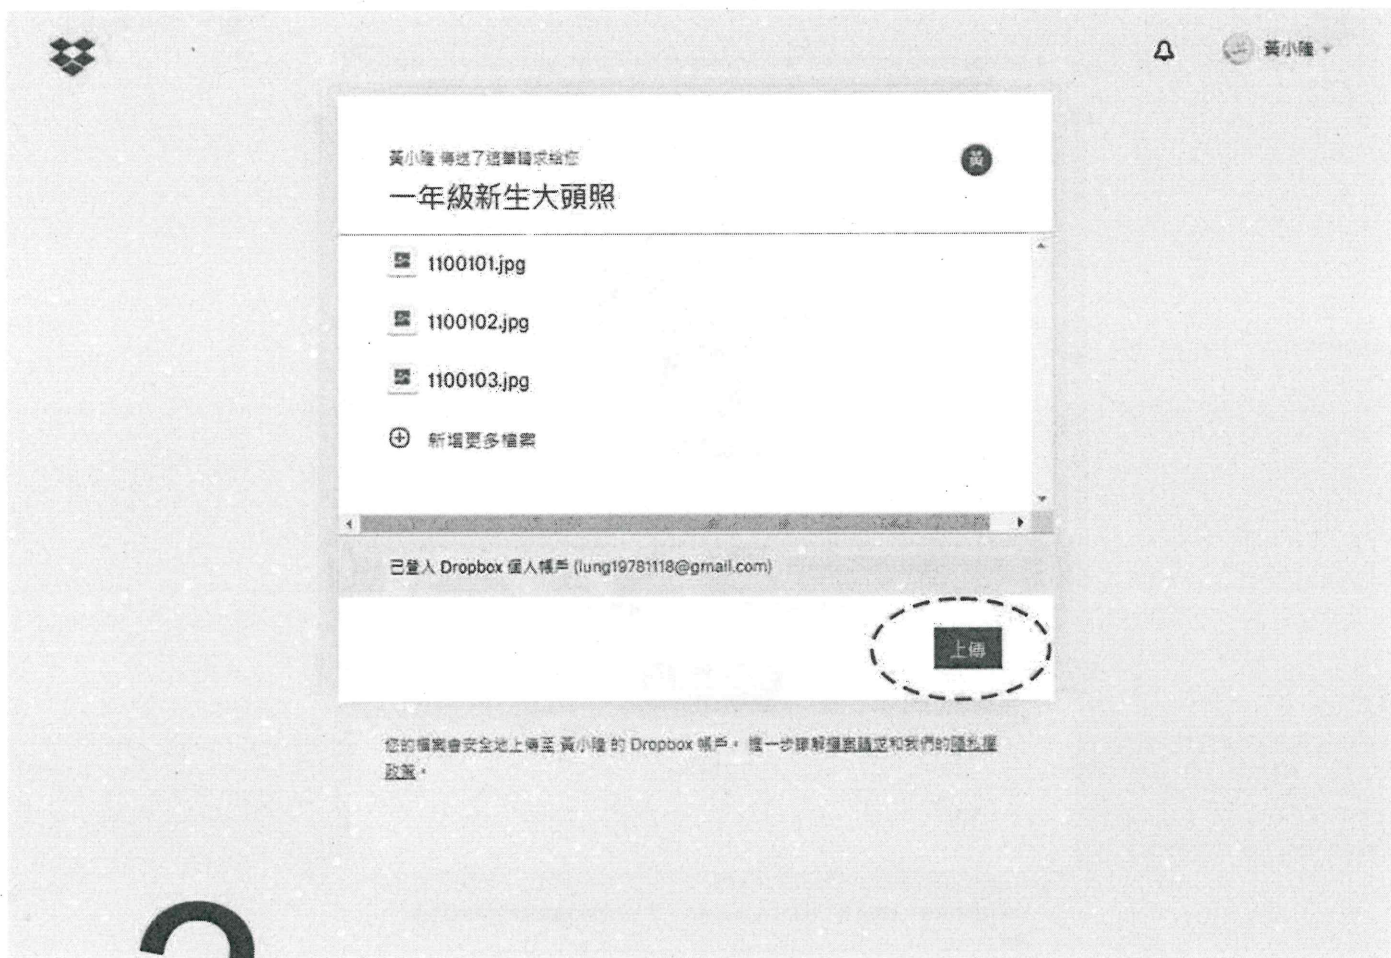 黃小隆
黃小隆 傳送了這筆請求給您
黃
一年級新生大頭照
1100101.jpg
1100102.jpg
1100103.jpg
新增更多檔案
已登入 Dropbox 個人帳戶 (lung19781118@gmail.com)
上傳
您的檔案會安全地上傳至 黃小隆 的 Dropbox 帳戶。 進一步瞭解檔案請求和我們的隱私權
政策。